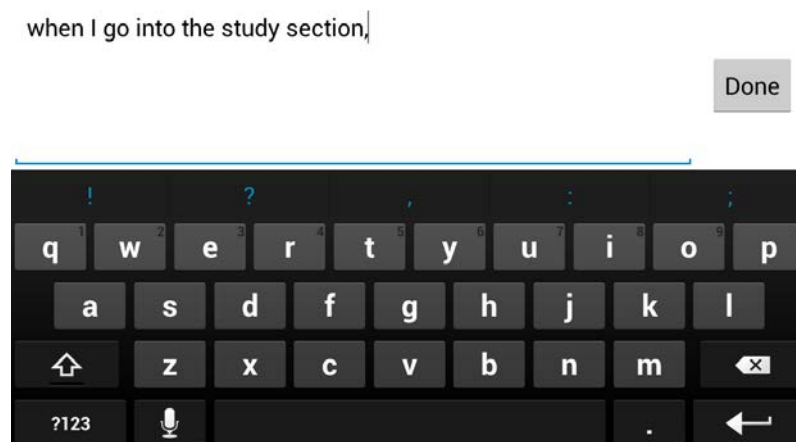 when I go into the study section,
Done
! ? , : ;
q 1 w 2 e 3 r 4 t 5 y 6 u 7 i 8 o 9 p
a s d f g h j k l
z x c v b n m
?123 .